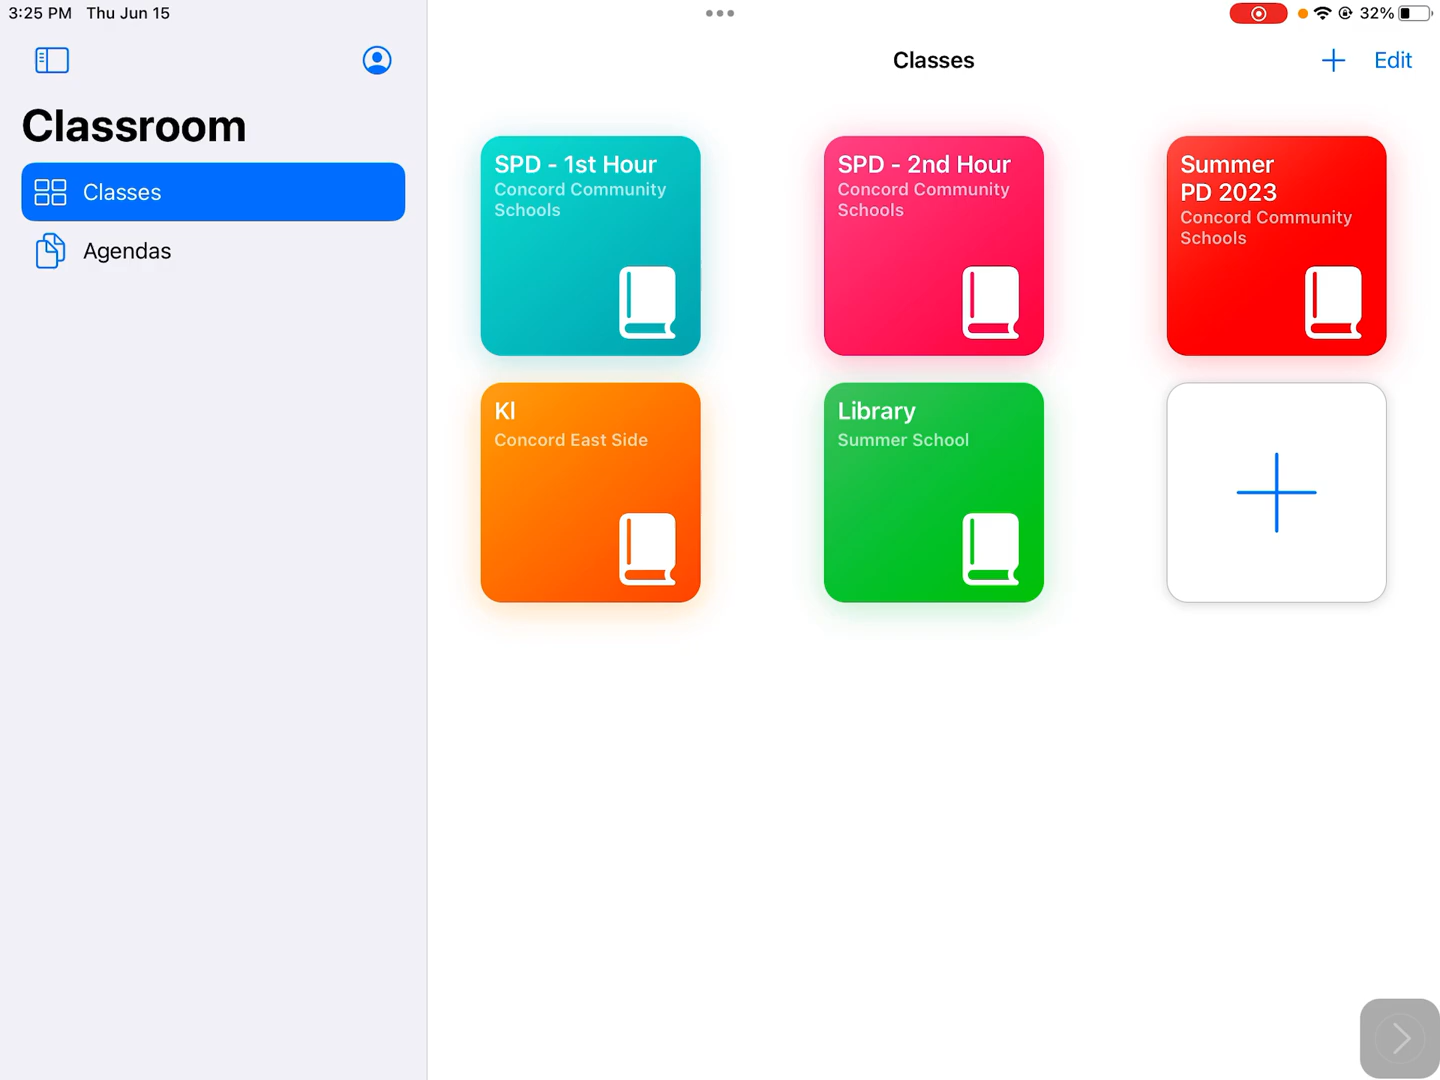 3:25 PM Thu Jun 15
32%
Classroom
Classes
Agendas
Classes
Edit
SPD - 1st Hour
Concord Community
Schools
SPD - 2nd Hour
Concord Community
Schools
Summer
PD 2023
Concord Community
Schools
Kl
Concord East Side
Library
Summer School